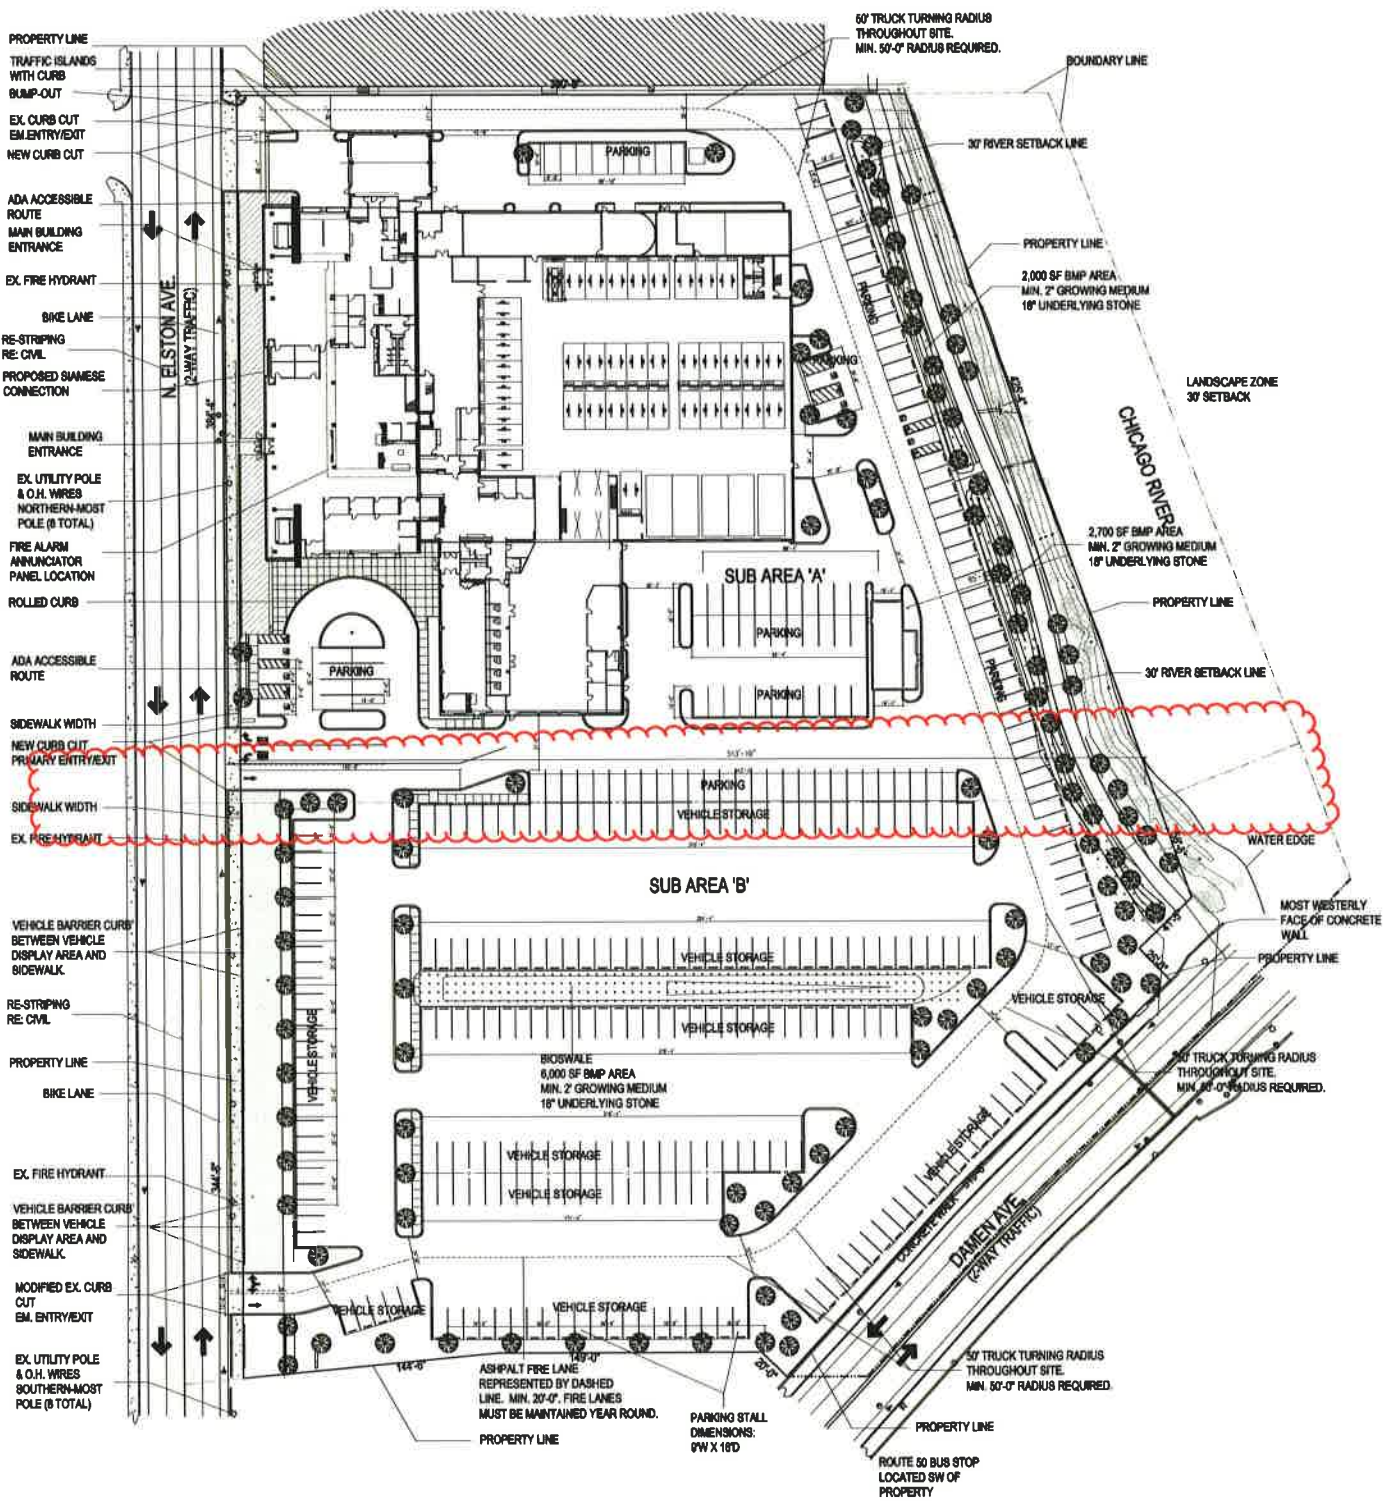 PROPERTY LINE
TRAFFIC ISLANDS
WITH CURB
BUMP-OUT
EX. CURB CUT
EM.ENTRY/EXIT
NEW CURB CUT
ADA ACCESSIBLE
ROUTE
MAIN BUILDING
ENTRANCE
EX. FIRE HYDRANT
BIKE LANE
RE-STRIPING
RE: CIVIL
PROPOSED SIAMESE
CONNECTION
MAIN BUILDING
ENTRANCE
EX. UTILITY POLE
& O.H. WIRES
NORTHERN-MOST
POLE (8 TOTAL)
FIRE ALARM
ANNUNCIATOR
PANEL LOCATION
ROLLED CURB
ADA ACCESSIBLE
ROUTE
SIDEWALK WIDTH
NEW CURB CUT
PRIMARY ENTRY/EXIT
SIDEWALK WIDTH
EX. FIRE HYDRANT
VEHICLE BARRIER CURB
BETWEEN VEHICLE
DISPLAY AREA AND
SIDEWALK.
RE-STRIPING
RE: CIVIL
PROPERTY LINE
BIKE LANE
EX. FIRE HYDRANT
VEHICLE BARRIER CURB
BETWEEN VEHICLE
DISPLAY AREA AND
SIDEWALK.
MODIFIED EX. CURB
CUT
EM. ENTRY/EXIT
EX. UTILITY POLE
& O.H. WIRES
SOUTHERN-MOST
POLE (8 TOTAL)
N. ELSTON AVE.
(2-WAY TRAFFIC)
50' TRUCK TURNING RADIUS
THROUGHOUT SITE.
MIN. 50'-0" RADIUS REQUIRED.
BOUNDARY LINE
30' RIVER SETBACK LINE
PROPERTY LINE
2,000 SF BMP AREA
MIN. 2" GROWING MEDIUM
18" UNDERLYING STONE
LANDSCAPE ZONE
30' SETBACK
CHICAGO RIVER
2,700 SF BMP AREA
MIN. 2" GROWING MEDIUM
18" UNDERLYING STONE
PROPERTY LINE
30' RIVER SETBACK LINE
WATER EDGE
MOST WESTERLY
FACE OF CONCRETE
WALL
PROPERTY LINE
50' TRUCK TURNING RADIUS
THROUGHOUT SITE.
MIN. 50'-0" RADIUS REQUIRED.
PARKING
PARKING
PARKING
SUB AREA 'A'
PARKING
PARKING
PARKING
PARKING
PARKING
VEHICLE STORAGE
SUB AREA 'B'
VEHICLE STORAGE
VEHICLE STORAGE
VEHICLE STORAGE
VEHICLE STORAGE
BIOSWALE
6,000 SF BMP AREA
MIN. 2' GROWING MEDIUM
18" UNDERLYING STONE
VEHICLE STORAGE
VEHICLE STORAGE
VEHICLE STORAGE
CONCRETE WALK
DAMEN AVE.
(2-WAY TRAFFIC)
VEHICLE STORAGE
VEHICLE STORAGE
144'-6"
149'-0"
20'-0"
ASHPALT FIRE LANE
REPRESENTED BY DASHED
LINE. MIN. 20'-0". FIRE LANES
MUST BE MAINTAINED YEAR ROUND.
PROPERTY LINE
PARKING STALL
DIMENSIONS:
9'W X 18'D
50' TRUCK TURNING RADIUS
THROUGHOUT SITE.
MIN. 50'-0" RADIUS REQUIRED.
PROPERTY LINE
ROUTE 50 BUS STOP
LOCATED SW OF
PROPERTY